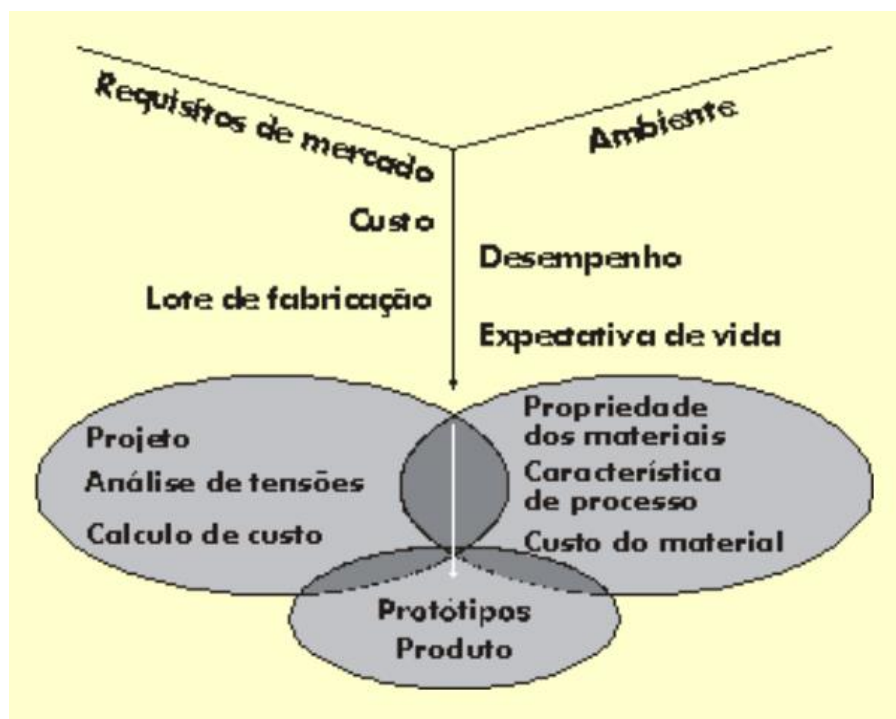 Requisitos de mercado
Ambiente
Custo
Desempenho
Lote de fabricação
Expectativa de vida
Projeto
Análise de tensões
Calculo de custo
Propriedade
dos materiais
Característica
de processo
Custo do material
Protótipos
Produto